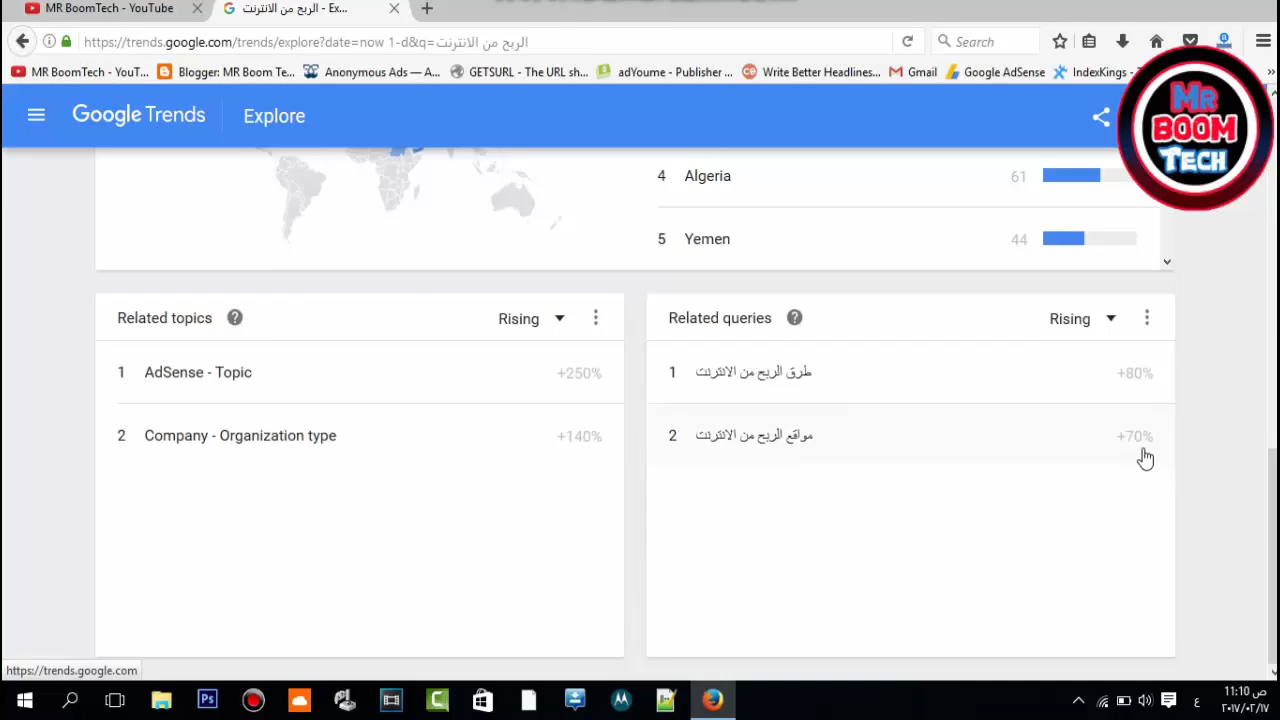 MR BoomTech - YouTube
الربح من الانترنت - Ex...
https://trends.google.com/trends/explore?date=now 1-d&q=الربح من الانترنت
Search
MR BoomTech - YouT...
Blogger: MR Boom Te...
Anonymous Ads — A...
GETSURL - The URL sh...
adYoume - Publisher ...
Write Better Headlines...
Gmail
Google AdSense
IndexKings -
Google Trends
Explore
Mr
BOOM
TECH
4 Algeria 61
5 Yemen 44
Related topics
Rising
1 AdSense - Topic +250%
2 Company - Organization type +140%
Related queries
Rising
1 طرق الربح من الانترنت +80%
2 مواقع الربح من الانترنت +70%
https://trends.google.com
Ps
ع
11:10 ص
٢٠١٧/٠٢/١٧